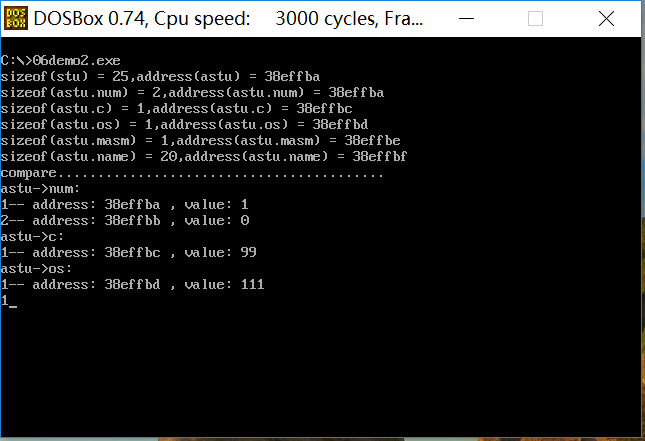 DOS
BOX
DOSBox 0.74, Cpu speed: 3000 cycles, Fra...
C:\>06demo2.exe
sizeof(stu) = 25,address(astu) = 38effba
sizeof(astu.num) = 2,address(astu.num) = 38effba
sizeof(astu.c) = 1,address(astu.c) = 38effbc
sizeof(astu.os) = 1,address(astu.os) = 38effbd
sizeof(astu.masm) = 1,address(astu.masm) = 38effbe
sizeof(astu.name) = 20,address(astu.name) = 38effbf
compare.........................................
astu->num:
1-- address: 38effba , value: 1
2-- address: 38effbb , value: 0
astu->c:
1-- address: 38effbc , value: 99
astu->os:
1-- address: 38effbd , value: 111
1_